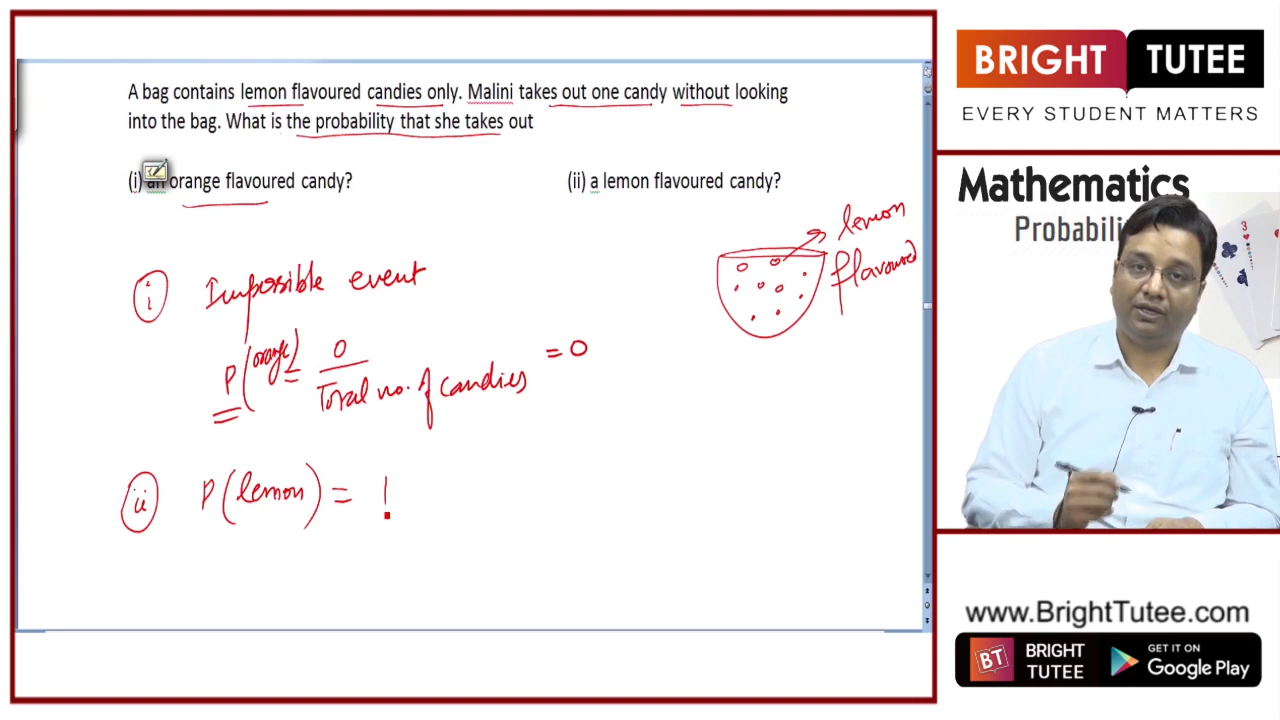 BRIGHT TUTEE
EVERY STUDENT MATTERS
A bag contains lemon flavoured candies only. Malini takes out one candy without looking
into the bag. What is the probability that she takes out
(i) an orange flavoured candy?
(ii) a lemon flavoured candy?
Mathematics
Probabili
3
lemon
flavoured
i Impossible event
P(orange) = 0 / Total no. of candies = 0
ii P(lemon) = 1
www.BrightTutee.com
BT BRIGHT TUTEE
GET IT ON
Google Play